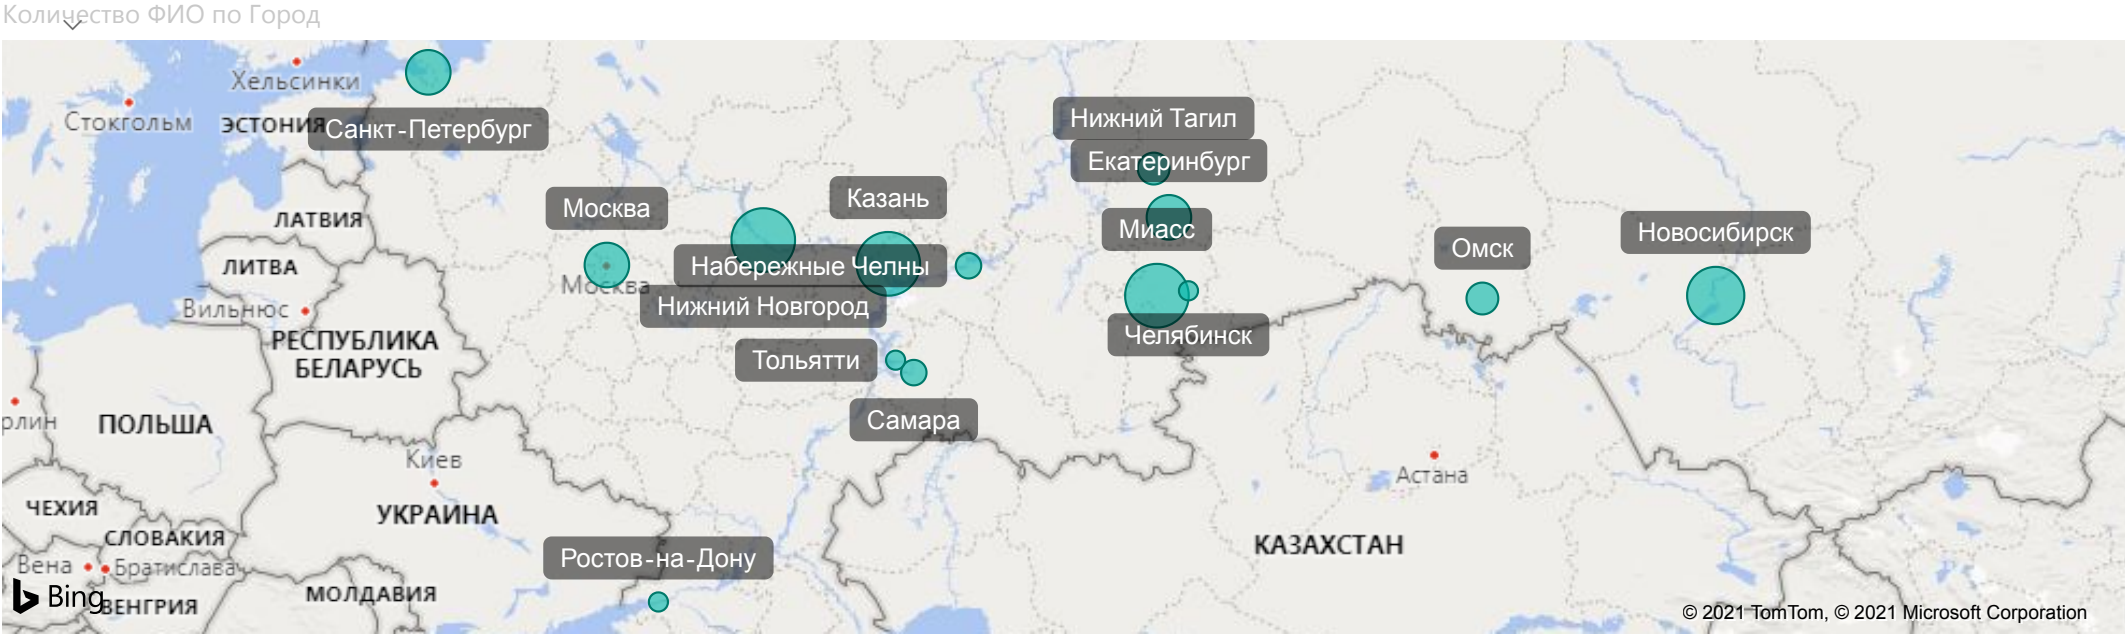 Количество ФИО по Город
Хельсинки
Стокгольм
ЭСТОНИЯ
Санкт-Петербург
Нижний Тагил
Екатеринбург
ЛАТВИЯ
Москва
Казань
Миасс
Новосибирск
Омск
ЛИТВА
Набережные Челны
Москва
Вильнюс
Нижний Новгород
РЕСПУБЛИКА
БЕЛАРУСЬ
Челябинск
Тольятти
рлин
ПОЛЬША
Самара
Киев
Астана
ЧЕХИЯ
УКРАИНА
СЛОВАКИЯ
КАЗАХСТАН
Вена
Братислава
Ростов-на-Дону
Bing
ВЕНГРИЯ
МОЛДАВИЯ
© 2021 TomTom, © 2021 Microsoft Corporation